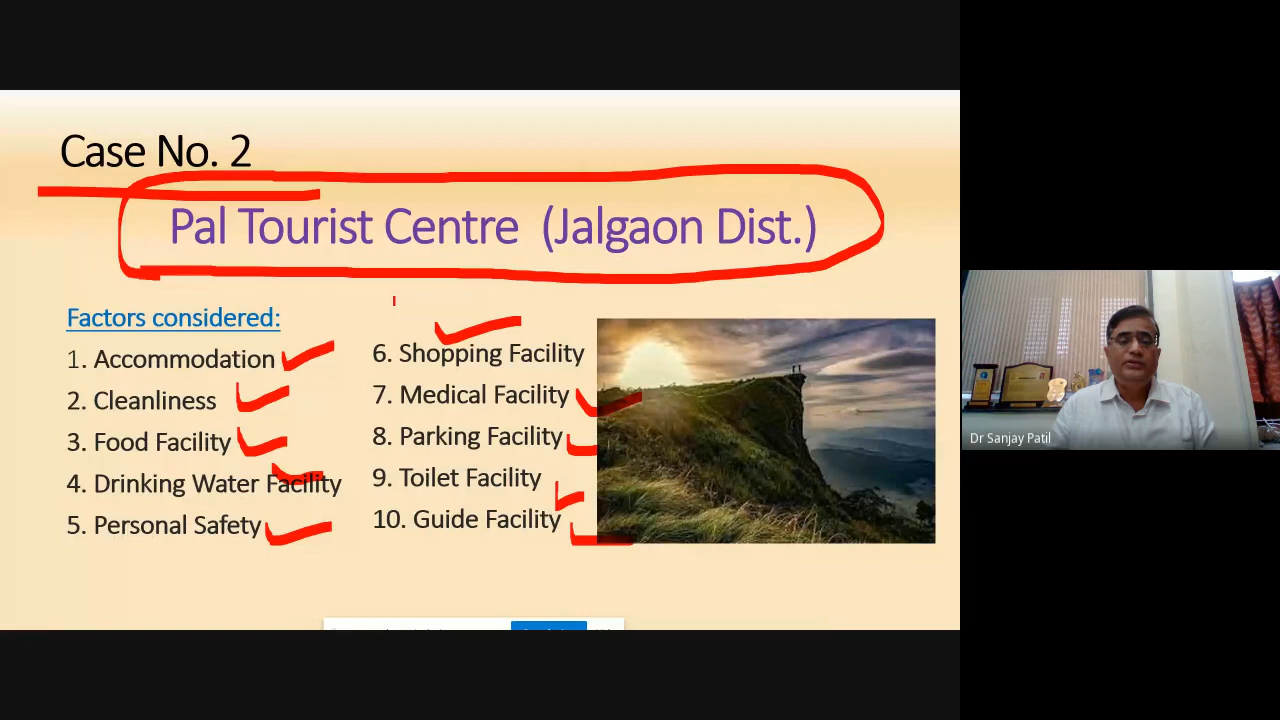 Case No. 2
Pal Tourist Centre (Jalgaon Dist.)
Factors considered:
1. Accommodation
2. Cleanliness
3. Food Facility
4. Drinking Water Facility
5. Personal Safety
6. Shopping Facility
7. Medical Facility
8. Parking Facility
9. Toilet Facility
10. Guide Facility
Dr Sanjay Patil